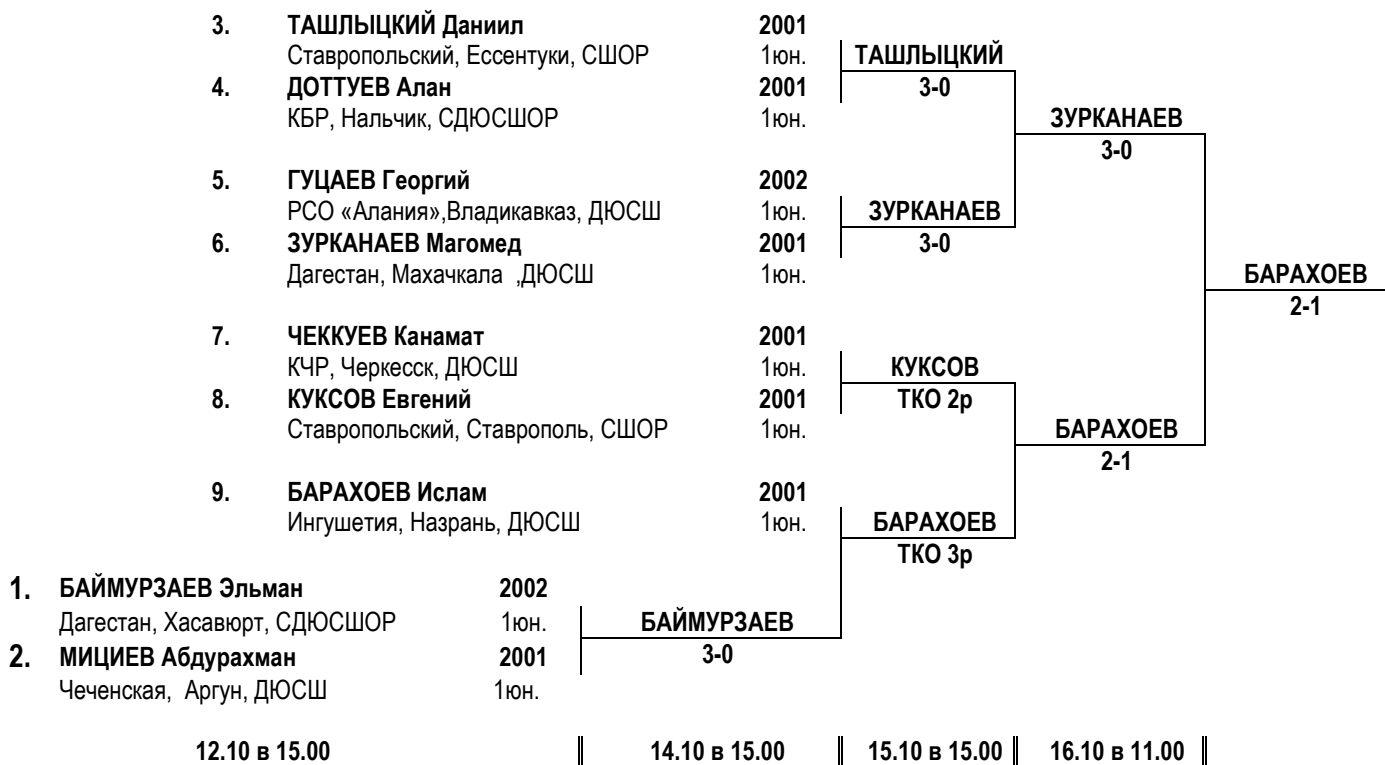 3. ТАШЛЫЦКИЙ Даниил 2001
Ставропольский, Ессентуки, СШОР 1юн. ТАШЛЫЦКИЙ
4. ДОТТУЕВ Алан 2001 3-0
КБР, Нальчик, СДЮСШОР 1юн. ЗУРКАНАЕВ
3-0
5. ГУЦАЕВ Георгий 2002
РСО «Алания»,Владикавказ, ДЮСШ 1юн. ЗУРКАНАЕВ
6. ЗУРКАНАЕВ Магомед 2001 3-0
Дагестан, Махачкала ,ДЮСШ 1юн. БАРАХОЕВ
2-1
7. ЧЕККУЕВ Канамат 2001
КЧР, Черкесск, ДЮСШ 1юн. КУКСОВ
8. КУКСОВ Евгений 2001 ТКО 2р
Ставропольский, Ставрополь, СШОР 1юн. БАРАХОЕВ
2-1
9. БАРАХОЕВ Ислам 2001
Ингушетия, Назрань, ДЮСШ 1юн. БАРАХОЕВ
ТКО 3р
1. БАЙМУРЗАЕВ Эльман 2002
Дагестан, Хасавюрт, СДЮСШОР 1юн. БАЙМУРЗАЕВ
2. МИЦИЕВ Абдурахман 2001 3-0
Чеченская, Аргун, ДЮСШ 1юн.
12.10 в 15.00 14.10 в 15.00 15.10 в 15.00 16.10 в 11.00